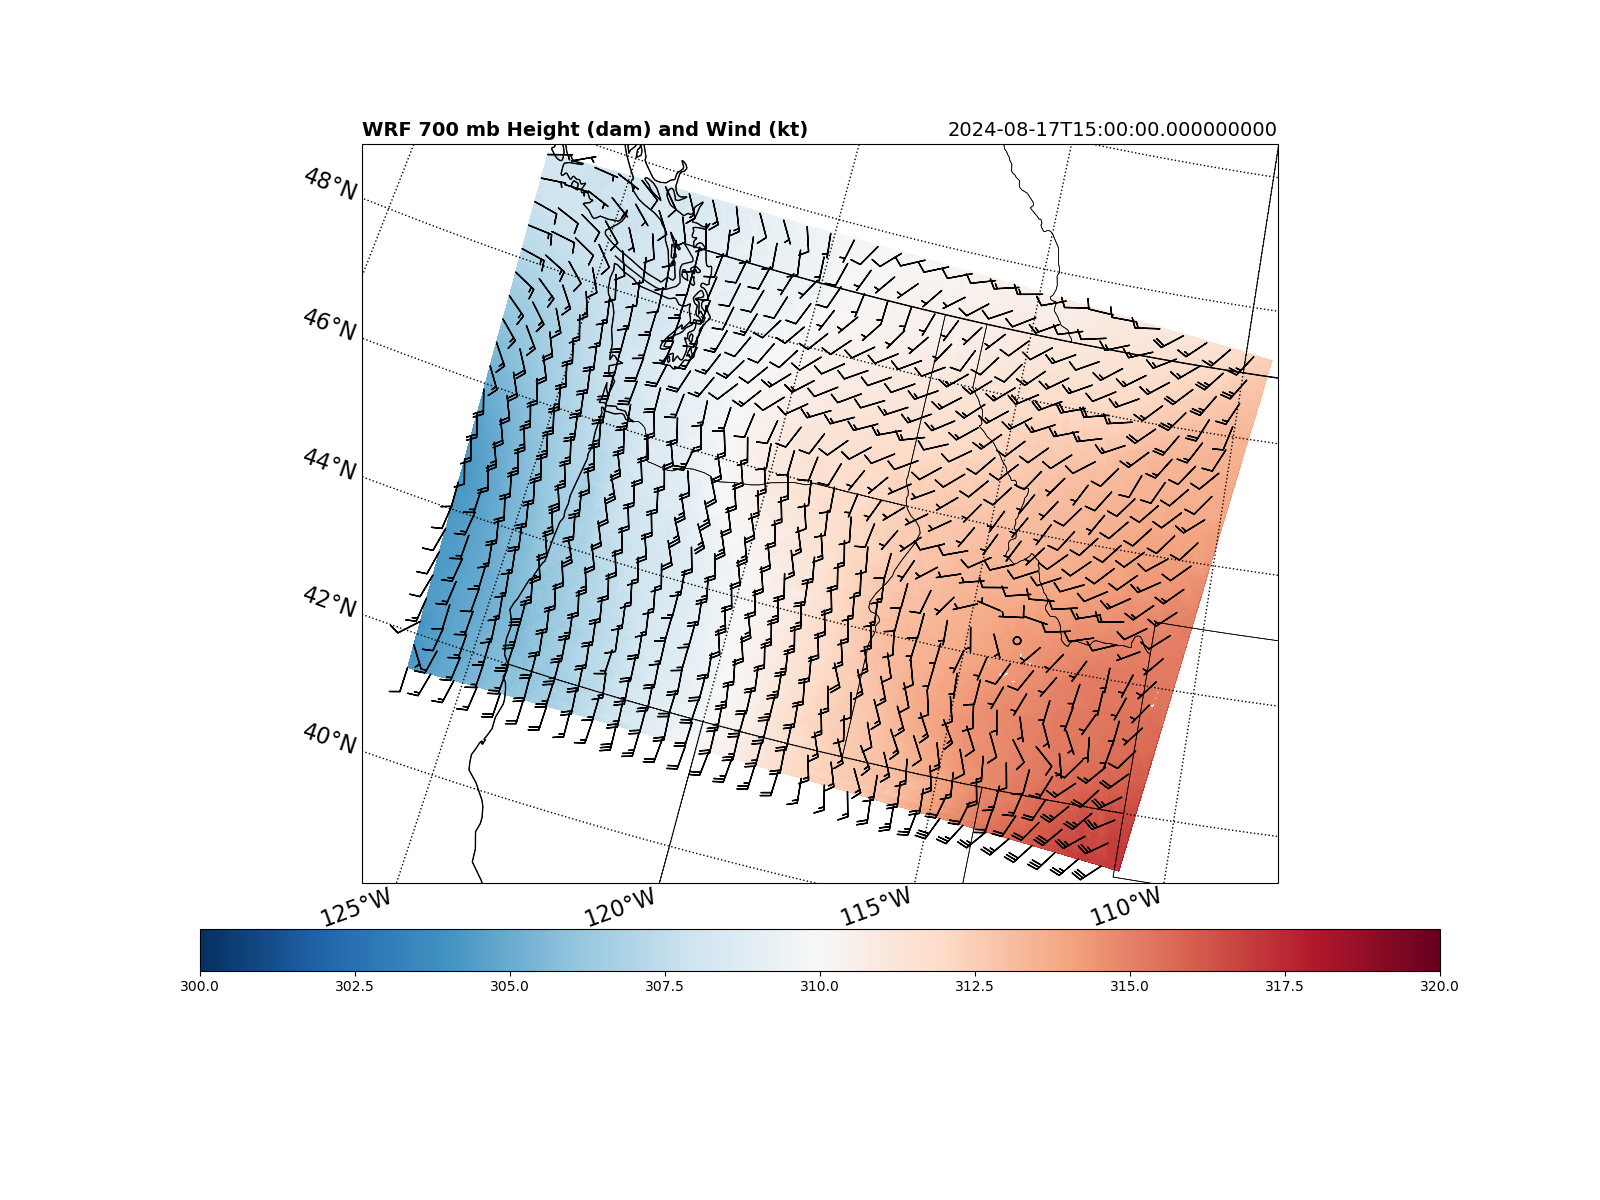 WRF 700 mb Height (dam) and Wind (kt)
2024-08-17T15:00:00.000000000
48°N
46°N
44°N
42°N
40°N
125°W
120°W
115°W
110°W
300.0
302.5
305.0
307.5
310.0
312.5
315.0
317.5
320.0